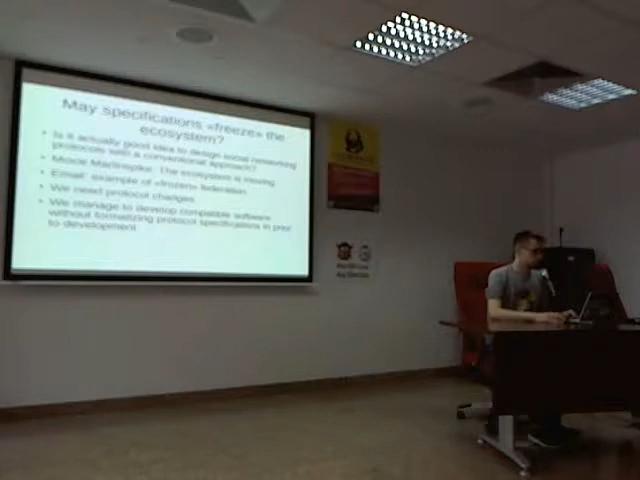 May specifications «freeze» the
ecosystem?
• Is it actually good idea to design social networking
protocols with a conventional approach?
• Moxie Marlinspike: The ecosystem is moving
• Email: example of «frozen» federation
• We need protocol changes
• We manage to develop compatible software
without formalizing protocol specifications in prior
to development